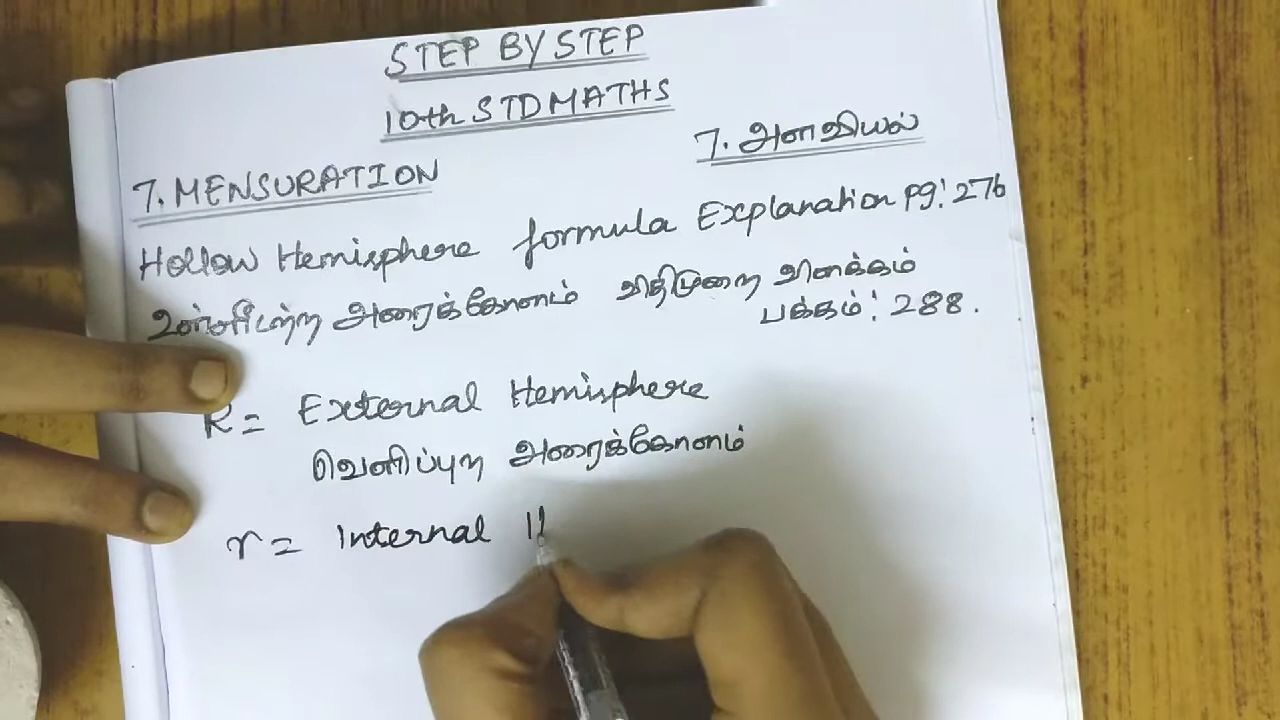 STEP BY STEP
10th STD MATHS
7. MENSURATION
7. அளவியல்
Hollow Hemisphere formula Explanation pg: 276
உள்ளீடற்ற அரைக்கோளம் விதிமுறை விளக்கம்
பக்கம்: 288.
R = External Hemisphere
வெளிப்புற அரைக்கோளம்
r = Internal